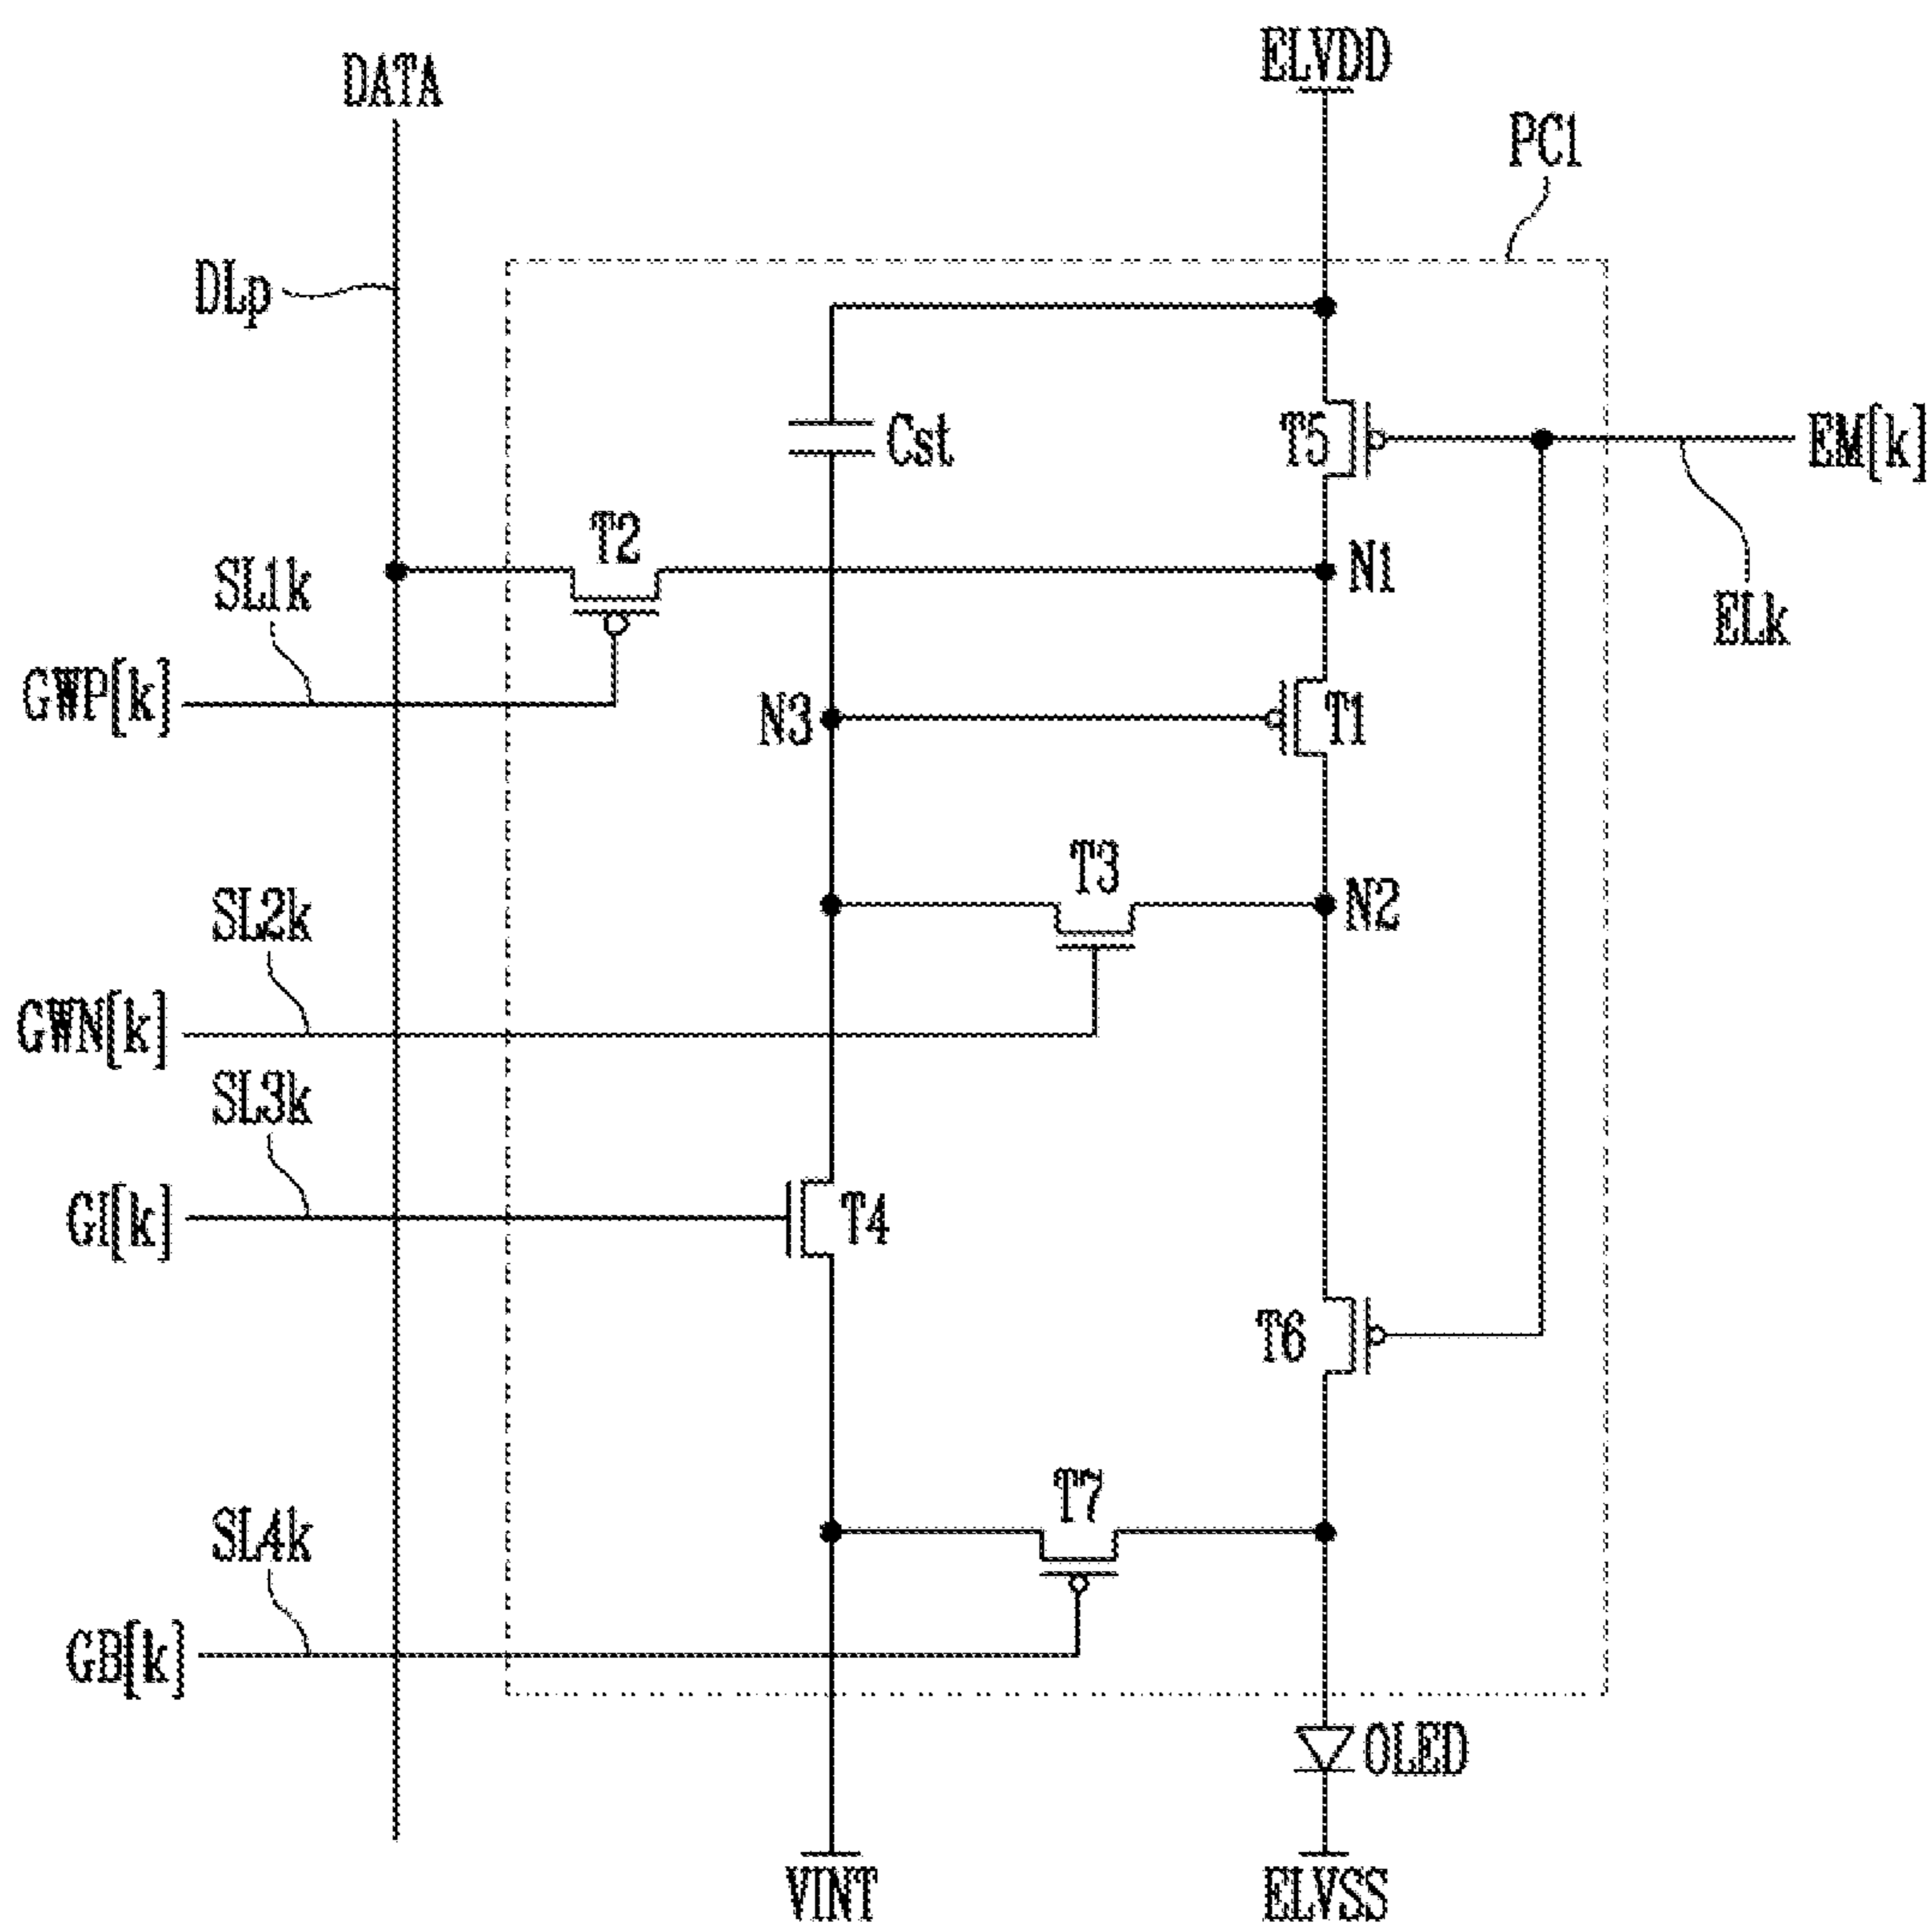 ELVDD
DATA
PC1
DLp
Cst
T5
EM[k]
T2
N1
SL1k
ELk
GWP[k]
N3
T1
T3
SL2k
N2
GWN[k]
SL3k
GI[k]
T4
T6
T7
SL4k
GB[k]
OLED
VINT
ELVSS